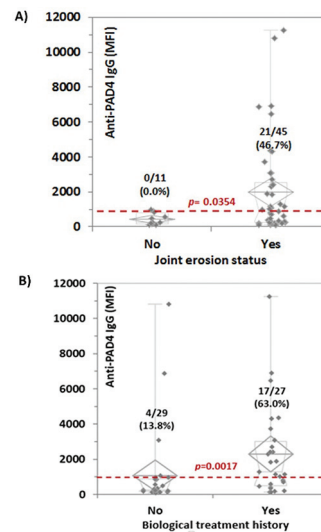 A)
12000
10000
8000
6000
4000
2000
0
Anti-PAD4 IgG (MFI)
0/11
(0.0%)
21/45
(46.7%)
p= 0.0354
No
Yes
Joint erosion status
B)
12000
10000
8000
6000
4000
2000
0
Anti-PAD4 IgG (MFI)
4/29
(13.8%)
17/27
(63.0%)
p=0.0017
No
Yes
Biological treatment history